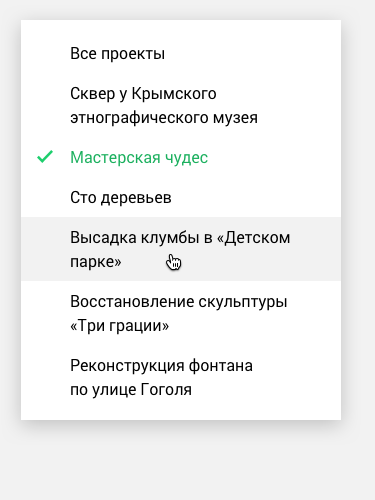 Все проекты
Сквер у Крымского
этнографического музея
Мастерская чудес
Сто деревьев
Высадка клумбы в «Детском
парке»
Восстановление скульптуры
«Три грации»
Реконструкция фонтана
по улице Гоголя